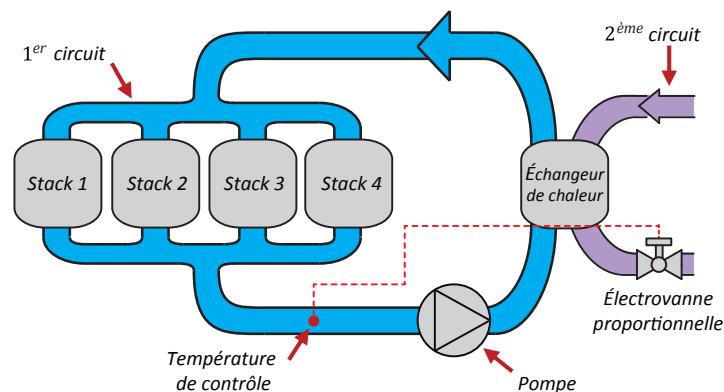 1er circuit
2ème circuit
Stack 1
Stack 2
Stack 3
Stack 4
Échangeur
de chaleur
Électrovanne
proportionnelle
Température
de contrôle
Pompe